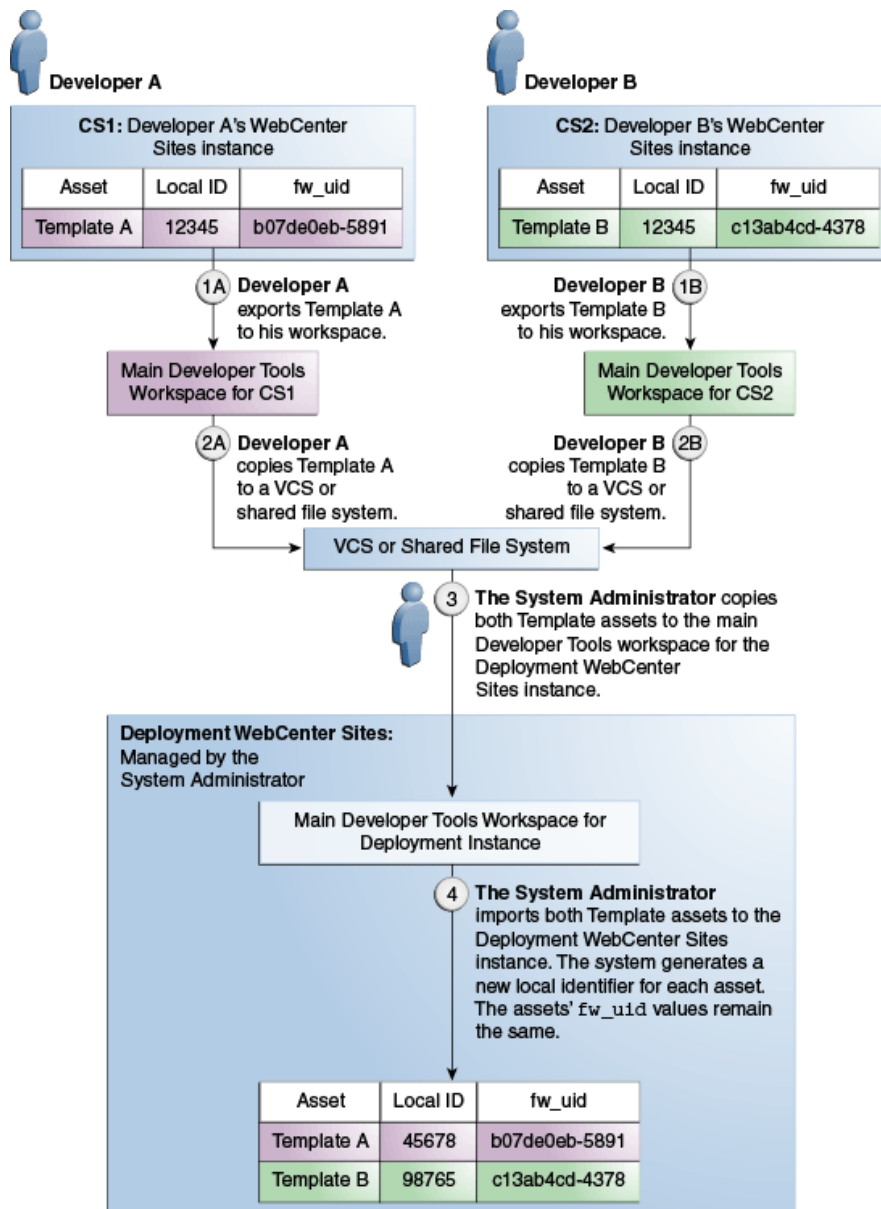 Developer A
Developer B
CS1: Developer A's WebCenter
Sites instance
Asset Local ID fw_uid
Template A 12345 b07de0eb-5891
CS2: Developer B's WebCenter
Sites instance
Asset Local ID fw_uid
Template B 12345 c13ab4cd-4378
1A
Developer A
exports Template A
to his workspace.
Developer B
exports Template B
to his workspace.
1B
Main Developer Tools
Workspace for CS1
Main Developer Tools
Workspace for CS2
2A
Developer A
copies Template A
to a VCS or
shared file system.
Developer B
copies Template B
to a VCS or
shared file system.
2B
VCS or Shared File System
3
The System Administrator copies
both Template assets to the main
Developer Tools workspace for the
Deployment WebCenter
Sites instance.
Deployment WebCenter Sites:
Managed by the
System Administrator
Main Developer Tools Workspace for
Deployment Instance
4
The System Administrator
imports both Template assets to the
Deployment WebCenter Sites
instance. The system generates a
new local identifier for each asset.
The assets' fw_uid values remain
the same.
Asset Local ID fw_uid
Template A 45678 b07de0eb-5891
Template B 98765 c13ab4cd-4378